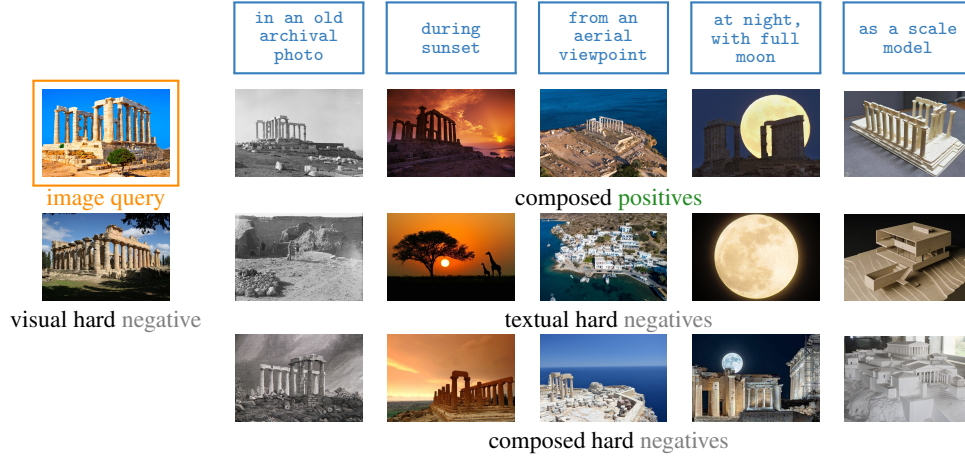 in an old
archival
photo
during
sunset
from an
aerial
viewpoint
at night,
with full
moon
as a scale
model
image query
composed positives
visual hard negative
textual hard negatives
composed hard negatives